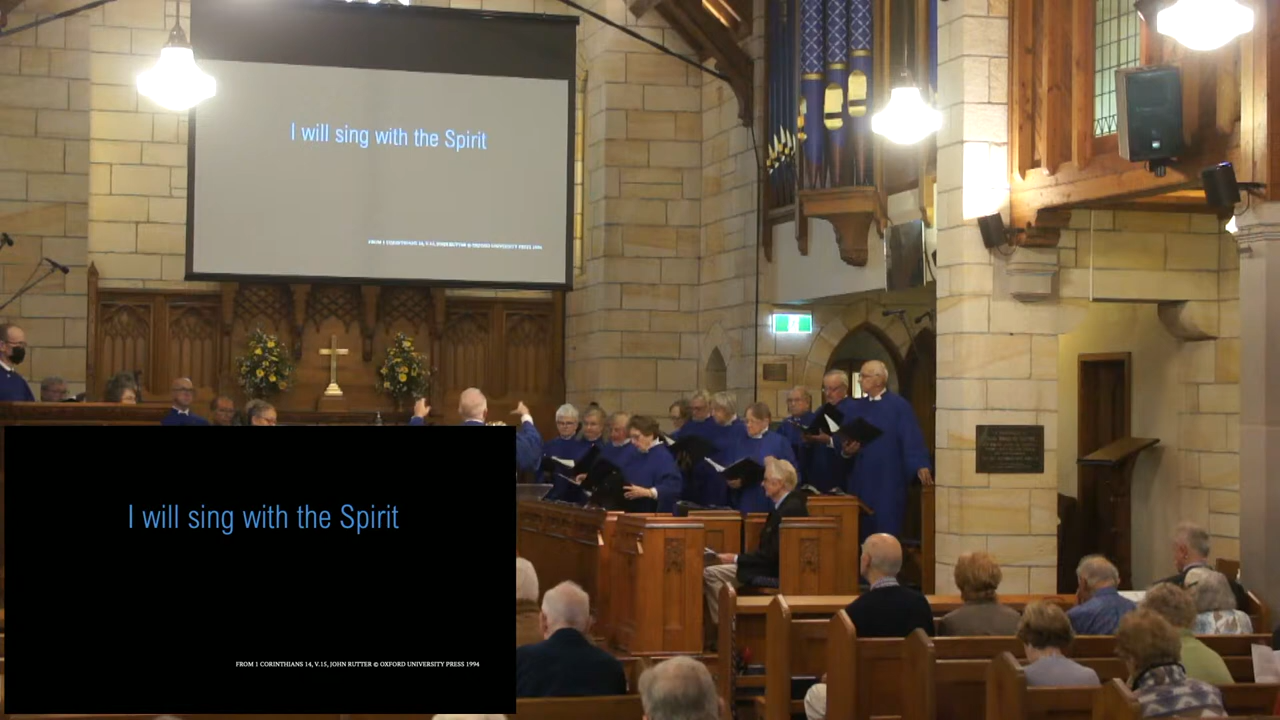 I will sing with the Spirit
FROM 1 CORINTHIANS 14, V.15, JOHN RUTTER © OXFORD UNIVERSITY PRESS 1994
I will sing with the Spirit
FROM 1 CORINTHIANS 14, V.15, JOHN RUTTER © OXFORD UNIVERSITY PRESS 1994